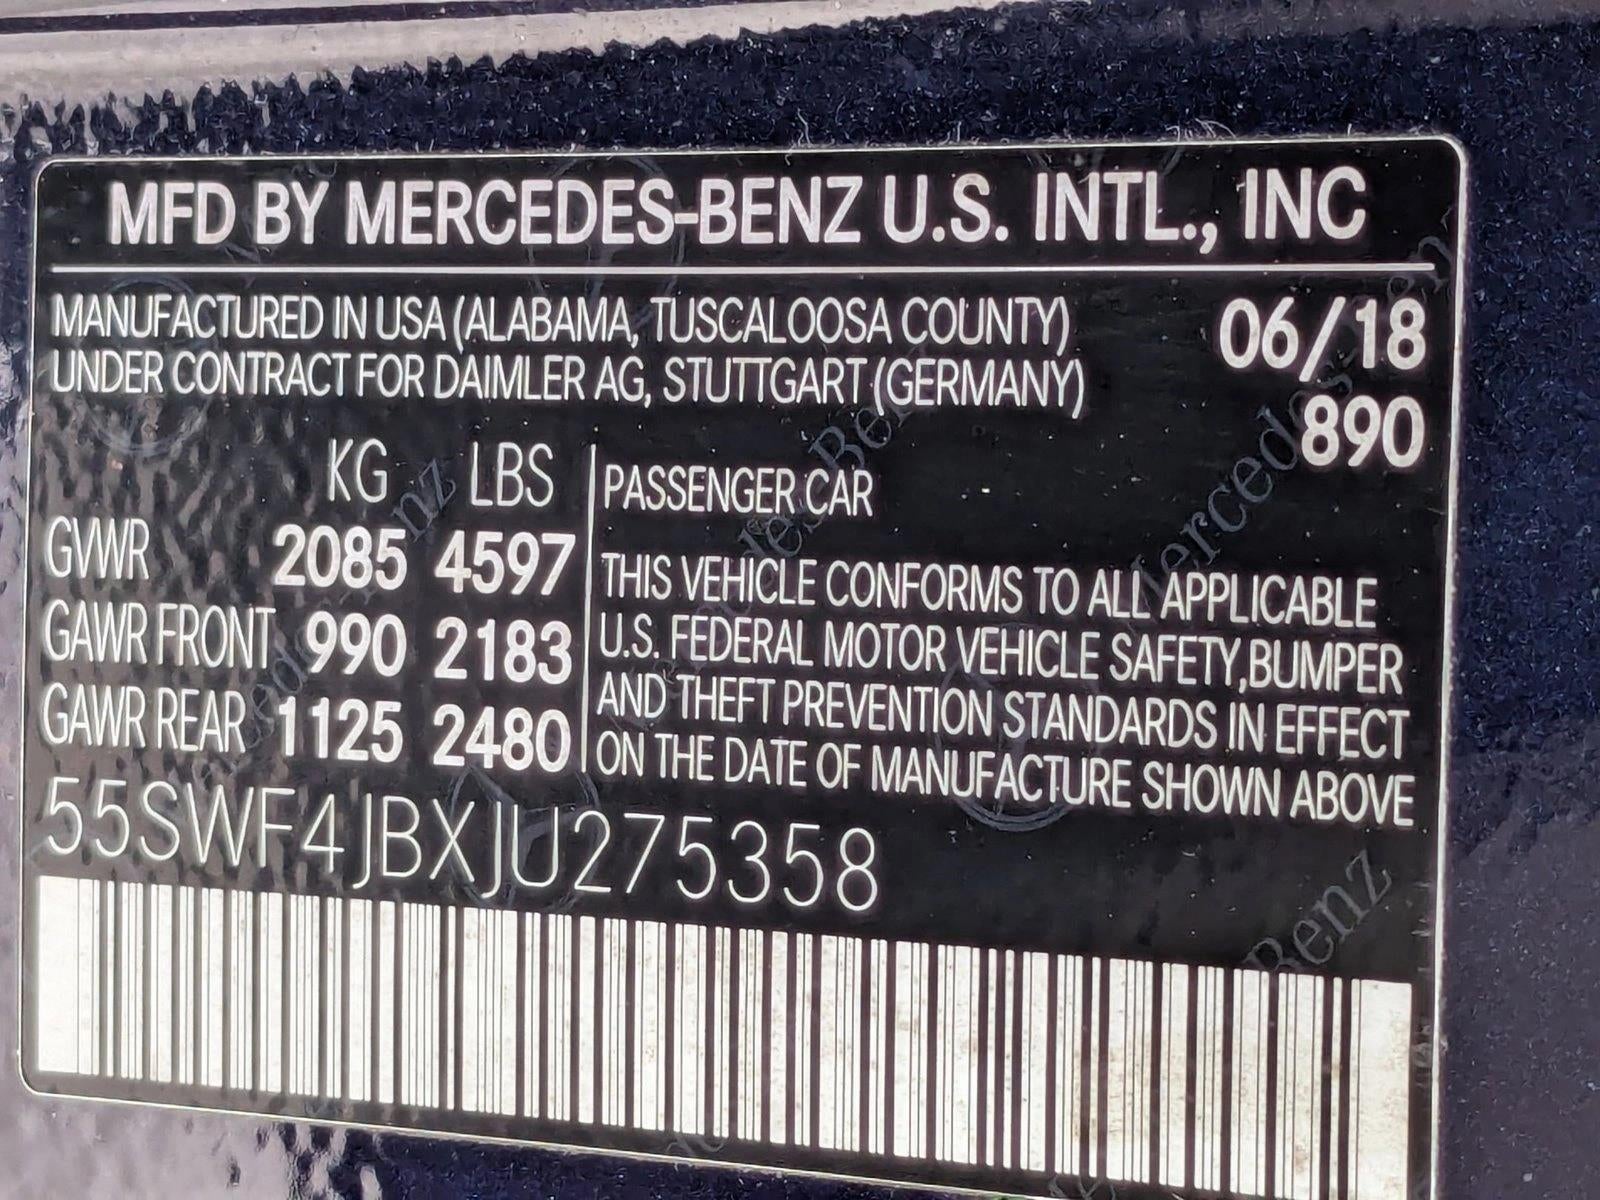 MFD BY MERCEDES-BENZ U.S. INTL., INC
MANUFACTURED IN USA (ALABAMA, TUSCALOOSA COUNTY) 06/18
UNDER CONTRACT FOR DAIMLER AG, STUTTGART (GERMANY)
890
KG LBS
GVWR 2085 4597
GAWR FRONT 990 2183
GAWR REAR 1125 2480
PASSENGER CAR
THIS VEHICLE CONFORMS TO ALL APPLICABLE
U.S. FEDERAL MOTOR VEHICLE SAFETY,BUMPER
AND THEFT PREVENTION STANDARDS IN EFFECT
ON THE DATE OF MANUFACTURE SHOWN ABOVE
55SWF4JBXJU275358